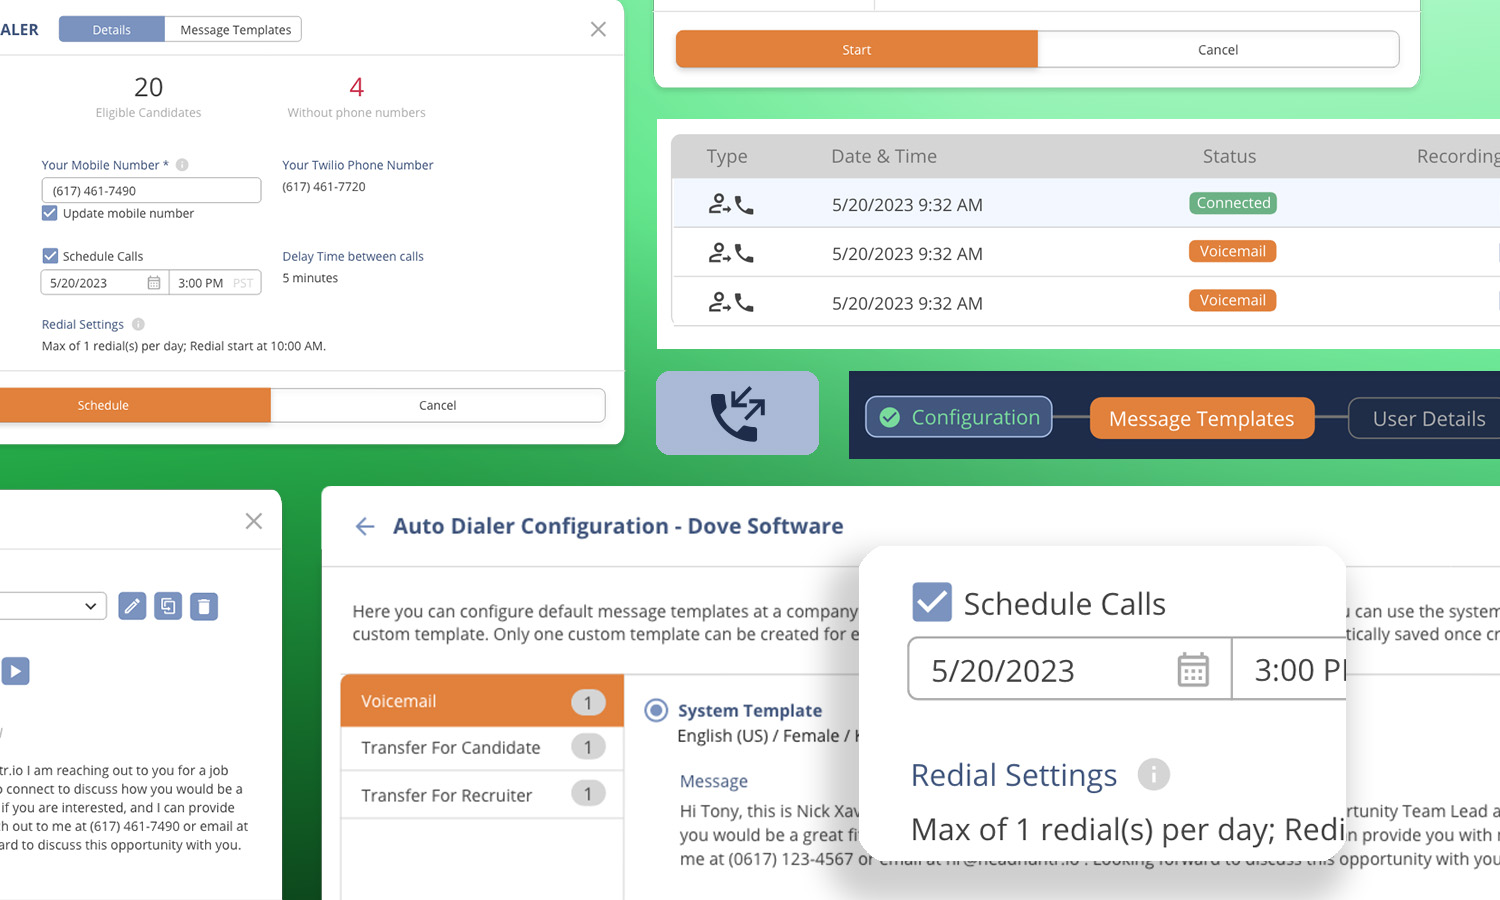 ALER
Details
Message Templates
20
Eligible Candidates
4
Without phone numbers
Your Mobile Number *
(617) 461-7490
Update mobile number
Your Twilio Phone Number
(617) 461-7720
Schedule Calls
5/20/2023
3:00 PM
PST
Delay Time between calls
5 minutes
Redial Settings
Max of 1 redial(s) per day; Redial start at 10:00 AM.
Schedule
Cancel
Start
Cancel
Type
Date & Time
Status
Recording
5/20/2023 9:32 AM
Connected
5/20/2023 9:32 AM
Voicemail
5/20/2023 9:32 AM
Voicemail
Configuration
Message Templates
User Details
tr.io I am reaching out to you for a job
o connect to discuss how you would be a
if you are interested, and I can provide
h out to me at (617) 461-7490 or email at
ard to discuss this opportunity with you.
Auto Dialer Configuration - Dove Software
Here you can configure default message templates at a company
can use the system
custom template. Only one custom template can be created for e
tically saved once cr
Voicemail
1
Transfer For Candidate
1
Transfer For Recruiter
1
System Template
English (US) / Female /
Message
Hi Tony, this is Nick Xav
rtunity Team Lead a
you would be a great fi
n provide you with
me at (0617) 123-4567 or email at hr@headhuntr.io . Looking forward to discuss this opportunity with you
Schedule Calls
5/20/2023
3:00 P
Redial Settings
Max of 1 redial(s) per day; Redi